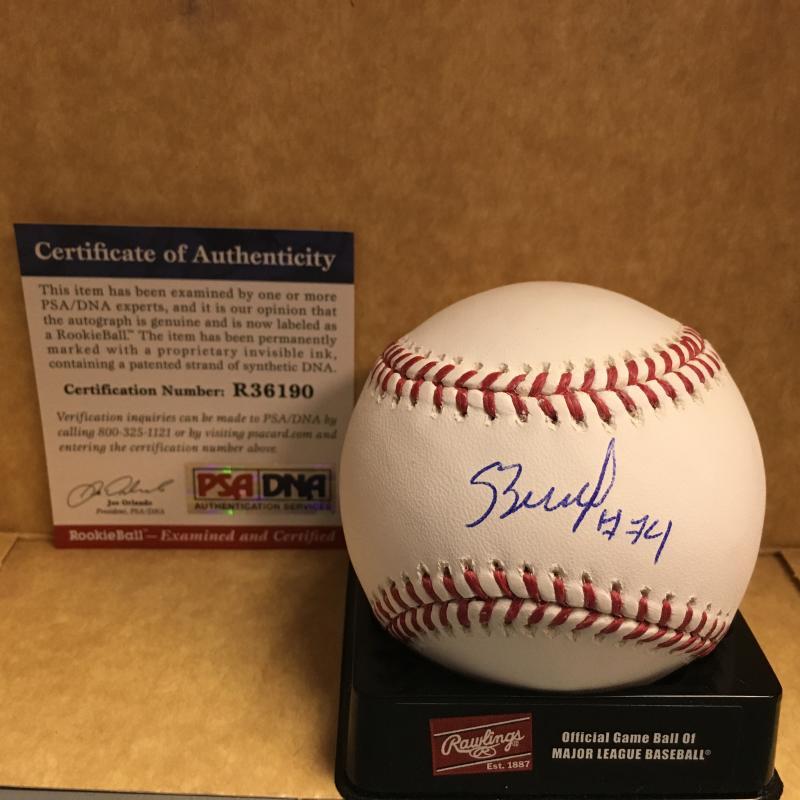 Certificate of Authenticity
This item has been examined by one or more
PSA/DNA experts, and it is our opinion that
the autograph is genuine and is now labeled as
a RookieBall.™ The item has been permanently
marked with a proprietary invisible ink,
containing a patented strand of synthetic DNA.
Certification Number: R36190
Verification inquiries can be made to PSA/DNA by
calling 800-325-1121 or by visiting psacard.com and
entering the certification number above.
Joe Orlando
President, PSA/DNA
PSA DNA
AUTHENTICATION SERVICES
RookieBall™—Examined and Certified
#74
Rawlings
Est. 1887
Official Game Ball Of
MAJOR LEAGUE BASEBALL®